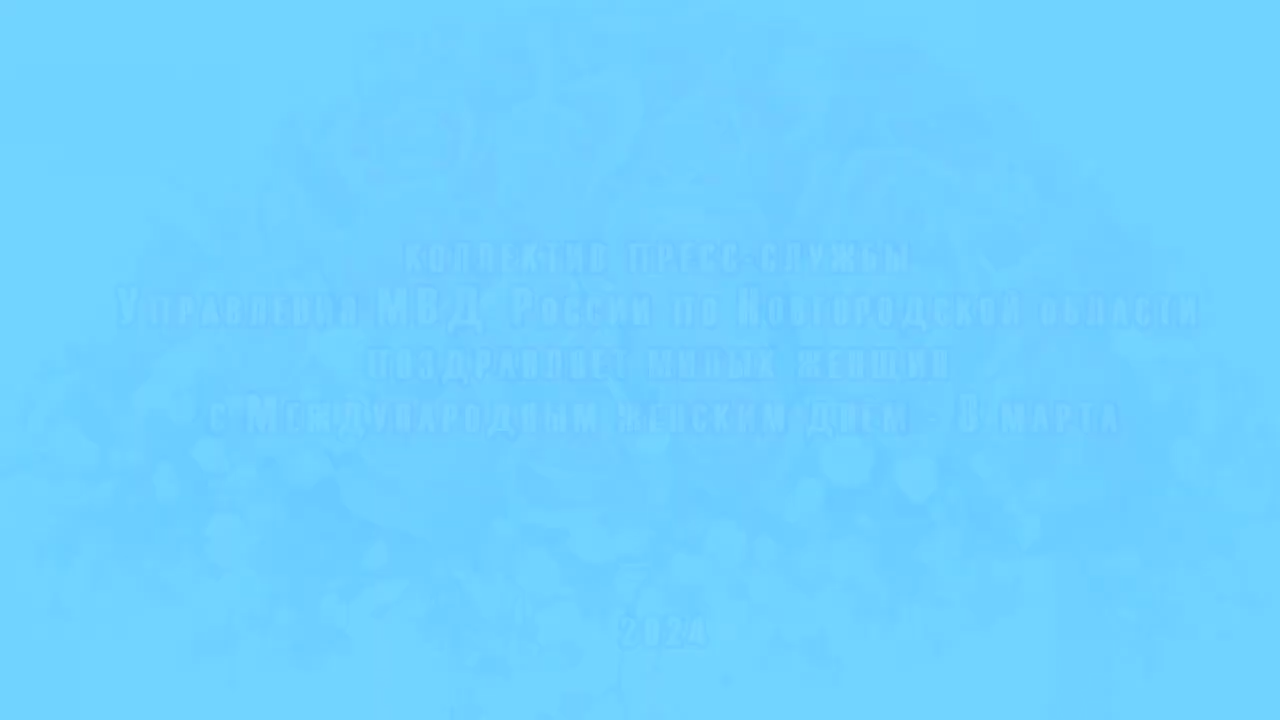 коллектив пресс-службы
Управления МВД России по Новгородской области
поздравляет милых женщин
с Международным женским днем - 8 марта
2024